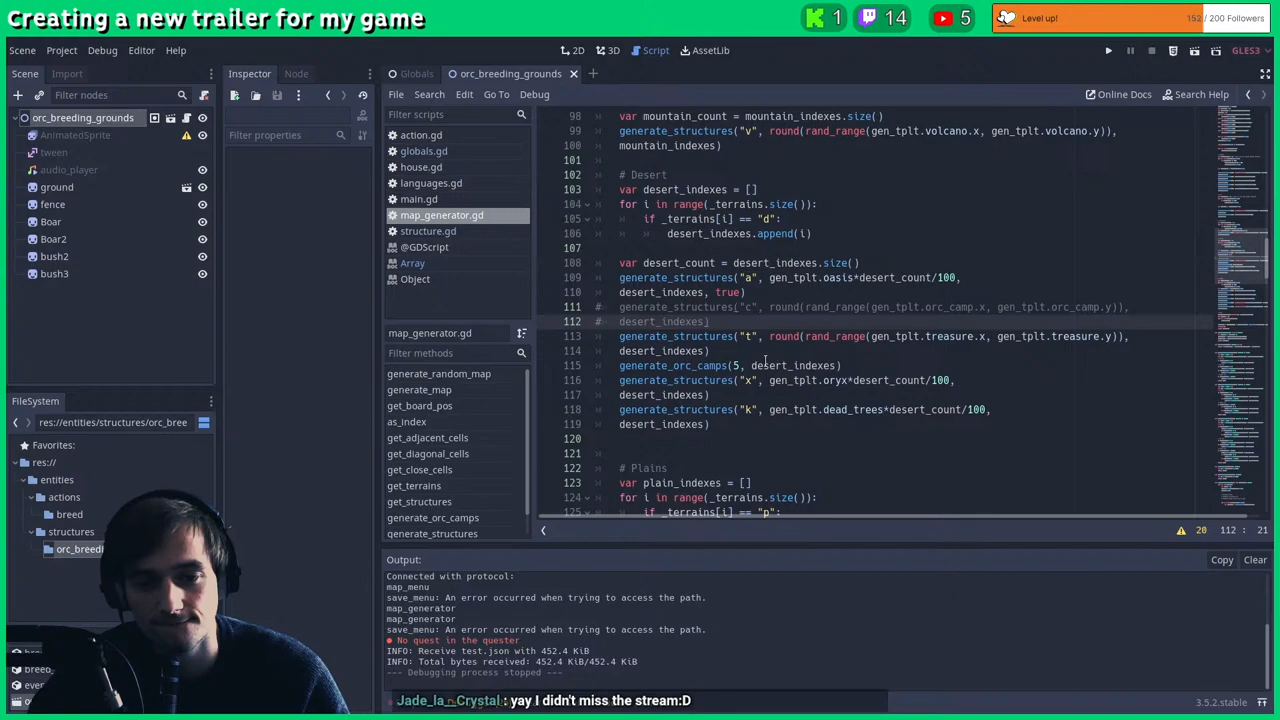 Creating a new trailer for my game
1
14
5
Level up!
152 / 200 Followers
Scene Project Debug Editor Help
2D 3D Script AssetLib
GLES3
Scene Import
Filter nodes
orc_breeding_grounds
AnimatedSprite
tween
audio_player
ground
fence
Boar
Boar2
bush2
bush3
FileSystem
res://entities/structures/orc_bree
Favorites:
res://
entities
actions
breed
structures
orc_breedi
Inspector Node
Filter properties
Globals orc_breeding_grounds
File Search Edit Go To Debug
Online Docs Search Help
Filter scripts
action.gd
globals.gd
house.gd
languages.gd
main.gd
map_generator.gd
structure.gd
@GDScript
Array
Object
map_generator.gd
Filter methods
generate_random_map
generate_map
get_board_pos
as_index
get_adjacent_cells
get_diagonal_cells
get_close_cells
get_terrains
get_structures
generate_orc_camps
generate_structures
98 var mountain_count = mountain_indexes.size()
99 generate_structures("v", round(rand_range(gen_tplt.volcano.x, gen_tplt.volcano.y)),
100 mountain_indexes)
101
102 # Desert
103 var desert_indexes = []
104 for i in range(_terrains.size()):
105 if _terrains[i] == "d":
106 desert_indexes.append(i)
107
108 var desert_count = desert_indexes.size()
109 generate_structures("a", gen_tplt.oasis*desert_count/100,
110 desert_indexes, true)
111 # generate_structures("c", round(rand_range(gen_tplt.orc_camp.x, gen_tplt.orc_camp.y)),
112 # desert_indexes)
113 generate_structures("t", round(rand_range(gen_tplt.treasure.x, gen_tplt.treasure.y)),
114 desert_indexes)
115 generate_orc_camps(5, desert_indexes)
116 generate_structures("x", gen_tplt.oryx*desert_count/100,
117 desert_indexes)
118 generate_structures("k", gen_tplt.dead_trees*desert_count/100,
119 desert_indexes)
120
121
122 # Plains
123 var plain_indexes = []
124 for i in range(_terrains.size()):
125 if _terrains[i] == "p":
20 112 : 21
Output:
Copy Clear
Connected with protocol:
map_menu
save_menu: An error occurred when trying to access the path.
map_generator
map_generator
save_menu: An error occurred when trying to access the path.
No quest in the quester
INFO: Receive test.json with 452.4 KiB
INFO: Total bytes received: 452.4 KiB/452.4 KiB
--- Debugging process stopped ---
Jade_la__Crystal : yay I didn't miss the stream:D
3.5.2.stable